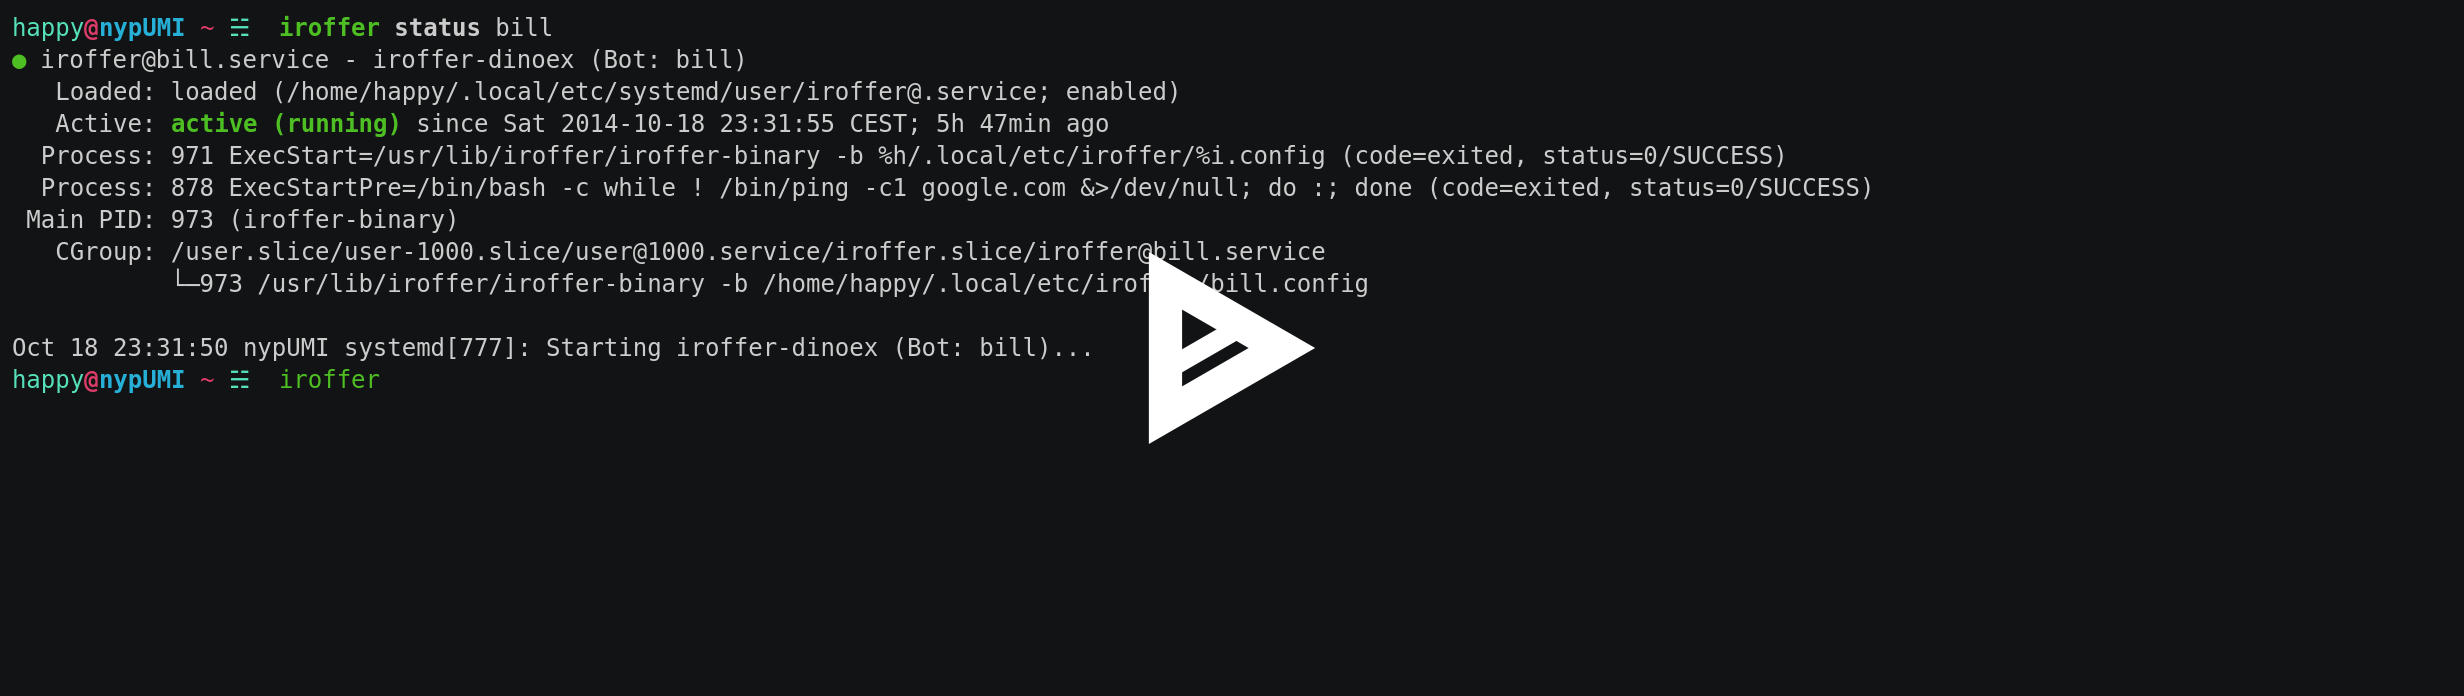 happy@nypUMI ~ ☵  iroffer status bill
● iroffer@bill.service - iroffer-dinoex (Bot: bill)
   Loaded: loaded (/home/happy/.local/etc/systemd/user/iroffer@.service; enabled)
   Active: active (running) since Sat 2014-10-18 23:31:55 CEST; 5h 47min ago
  Process: 971 ExecStart=/usr/lib/iroffer/iroffer-binary -b %h/.local/etc/iroffer/%i.config (code=exited, status=0/SUCCESS)
  Process: 878 ExecStartPre=/bin/bash -c while ! /bin/ping -c1 google.com &>/dev/null; do :; done (code=exited, status=0/SUCCESS)
 Main PID: 973 (iroffer-binary)
   CGroup: /user.slice/user-1000.slice/user@1000.service/iroffer.slice/iroffer@bill.service
           └─973 /usr/lib/iroffer/iroffer-binary -b /home/happy/.local/etc/iroffer/bill.config

Oct 18 23:31:50 nypUMI systemd[777]: Starting iroffer-dinoex (Bot: bill)...
happy@nypUMI ~ ☵  iroffer